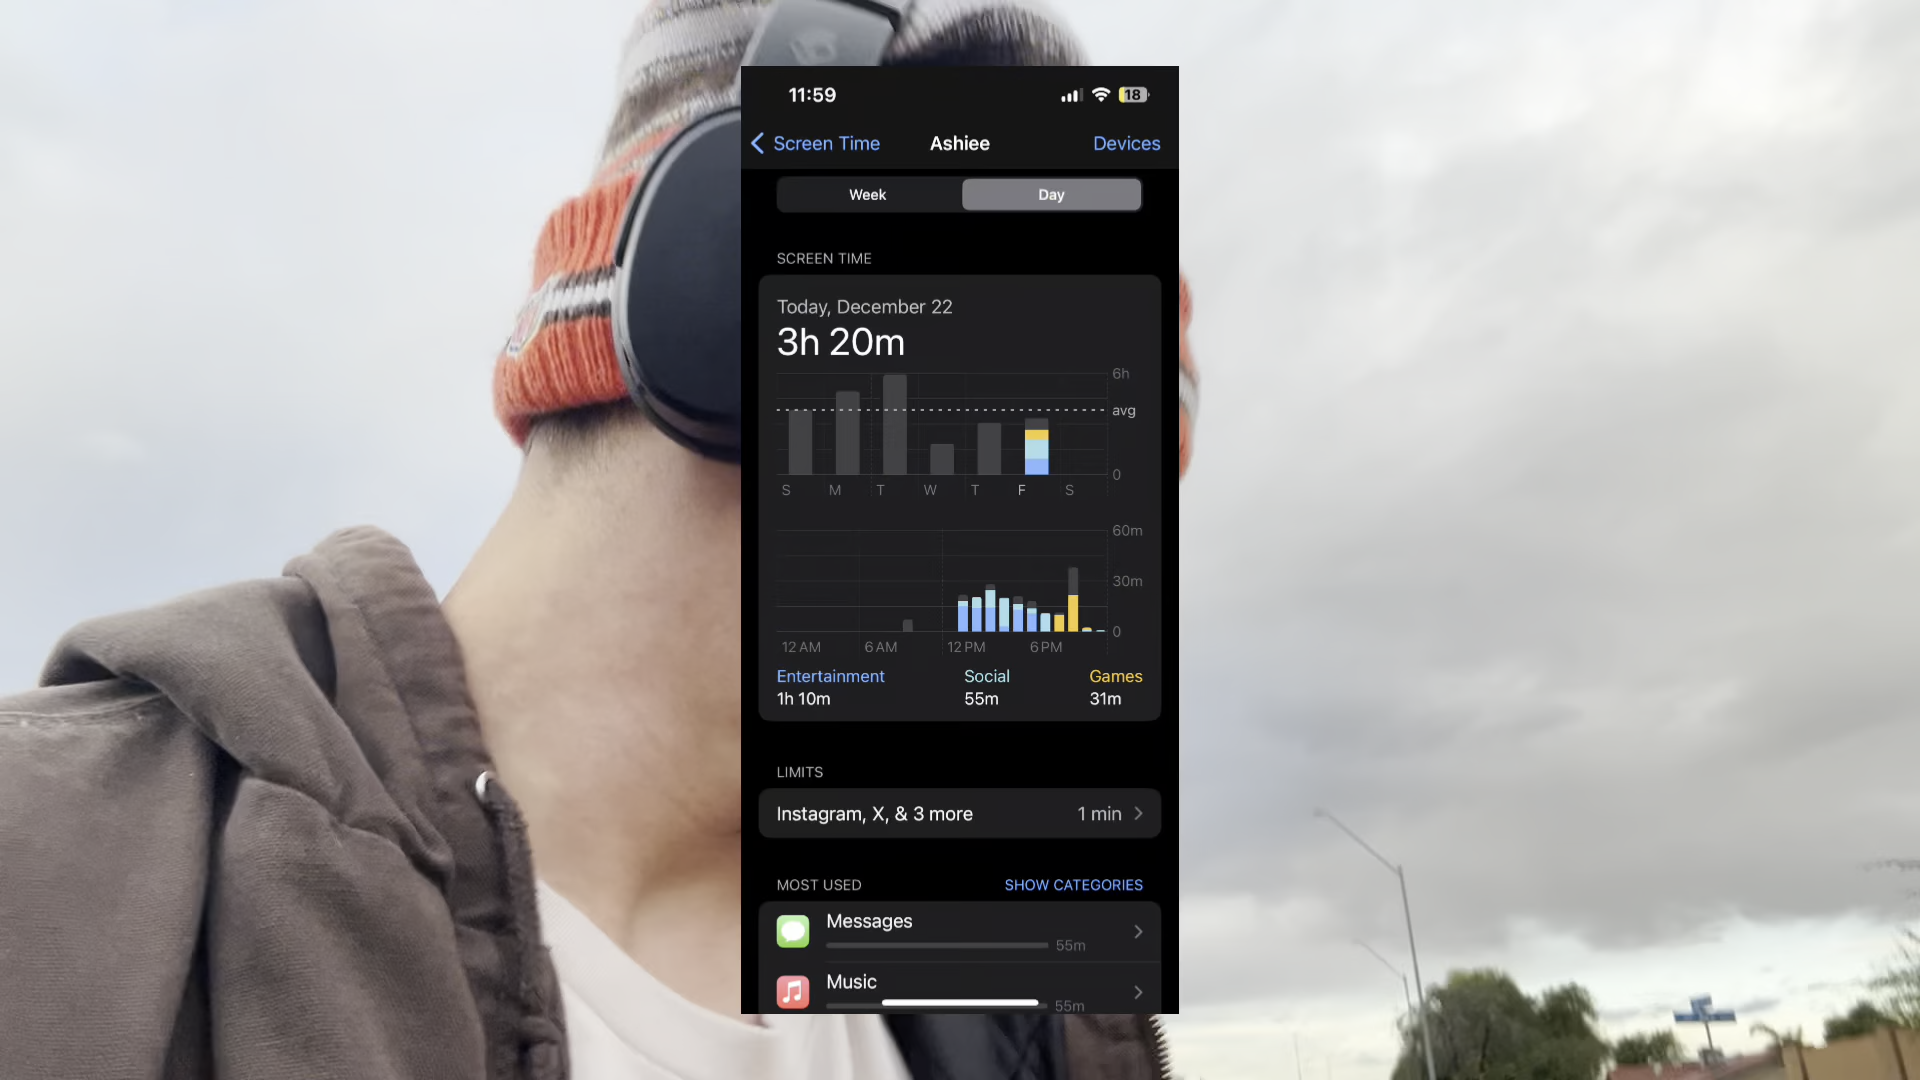 11:59
18
Screen Time
Ashiee
Devices
Week
Day
SCREEN TIME
Today, December 22
3h 20m
6h
avg
0
S M T W T F S
60m
30m
0
12 AM 6 AM 12 PM 6 PM
Entertainment Social Games
1h 10m 55m 31m
LIMITS
Instagram, X, & 3 more 1 min
MOST USED SHOW CATEGORIES
Messages
55m
Music
55m